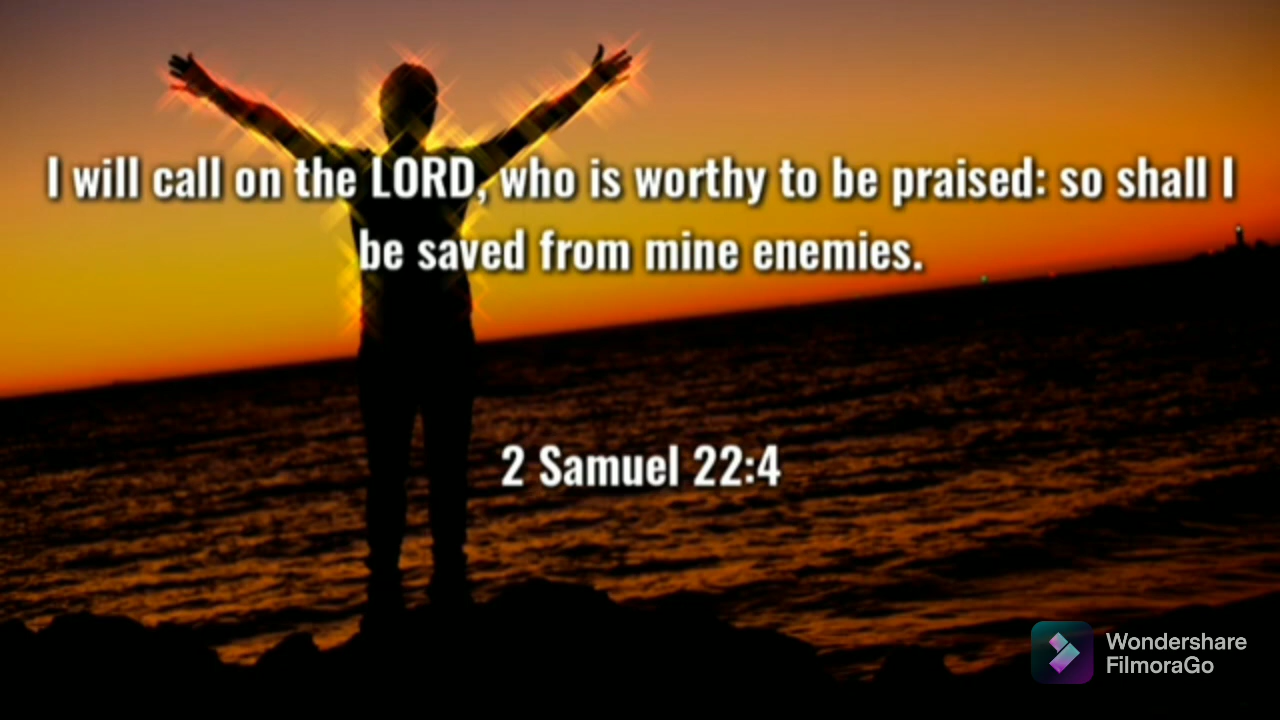 I will call on the LORD, who is worthy to be praised: so shall I
be saved from mine enemies.
2 Samuel 22:4
Wondershare
FilmoraGo